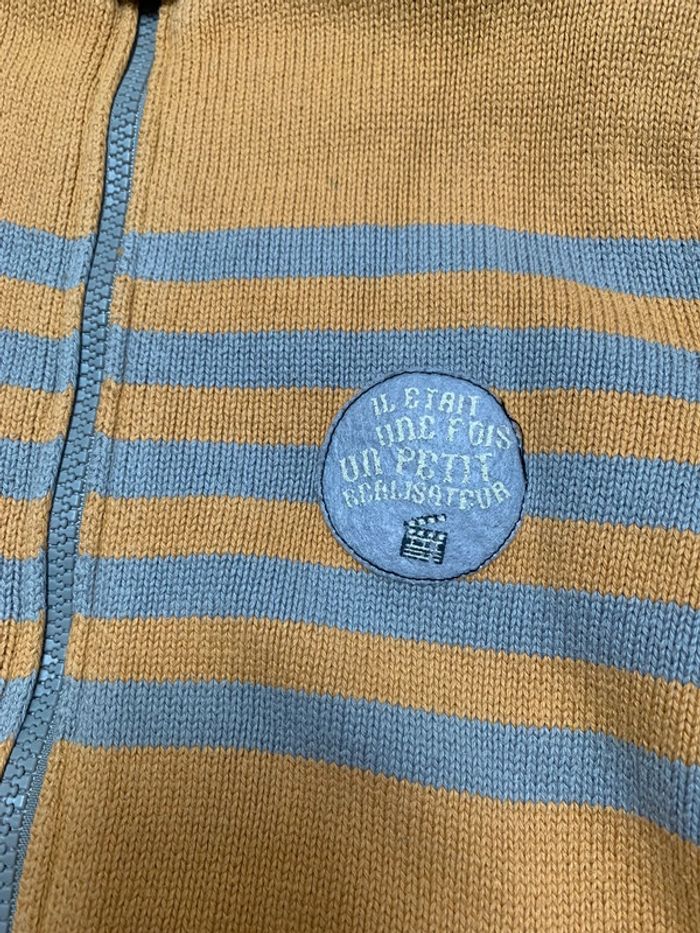 IL ETAIT
UNE FOIS
UN PETIT
REALISATEUR